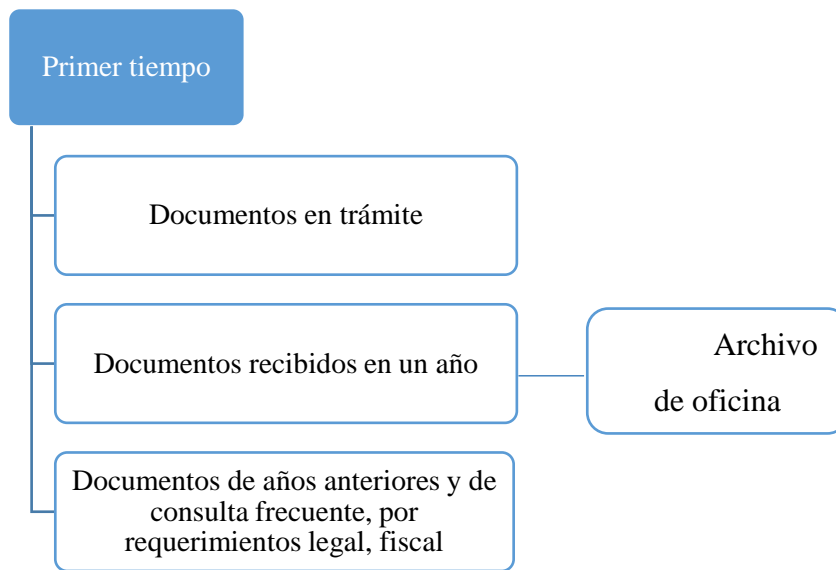 Primer tiempo
Documentos en trámite
Documentos recibidos en un año
Archivo
de oficina
Documentos de años anteriores y de
consulta frecuente, por
requerimientos legal, fiscal